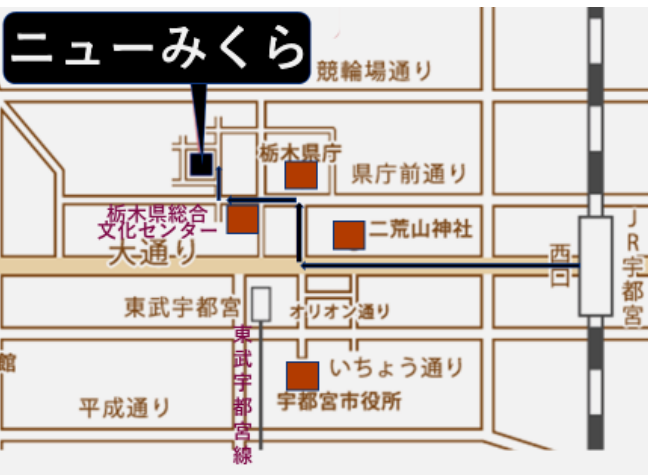 ニューみくら
競輪場通り
栃木県庁
県庁前通り
栃木県総合
文化センター
二荒山神社
大通り
西口
JR宇都宮
東武宇都宮
オリオン通り
東武宇都宮線
館
いちょう通り
平成通り
宇都宮市役所